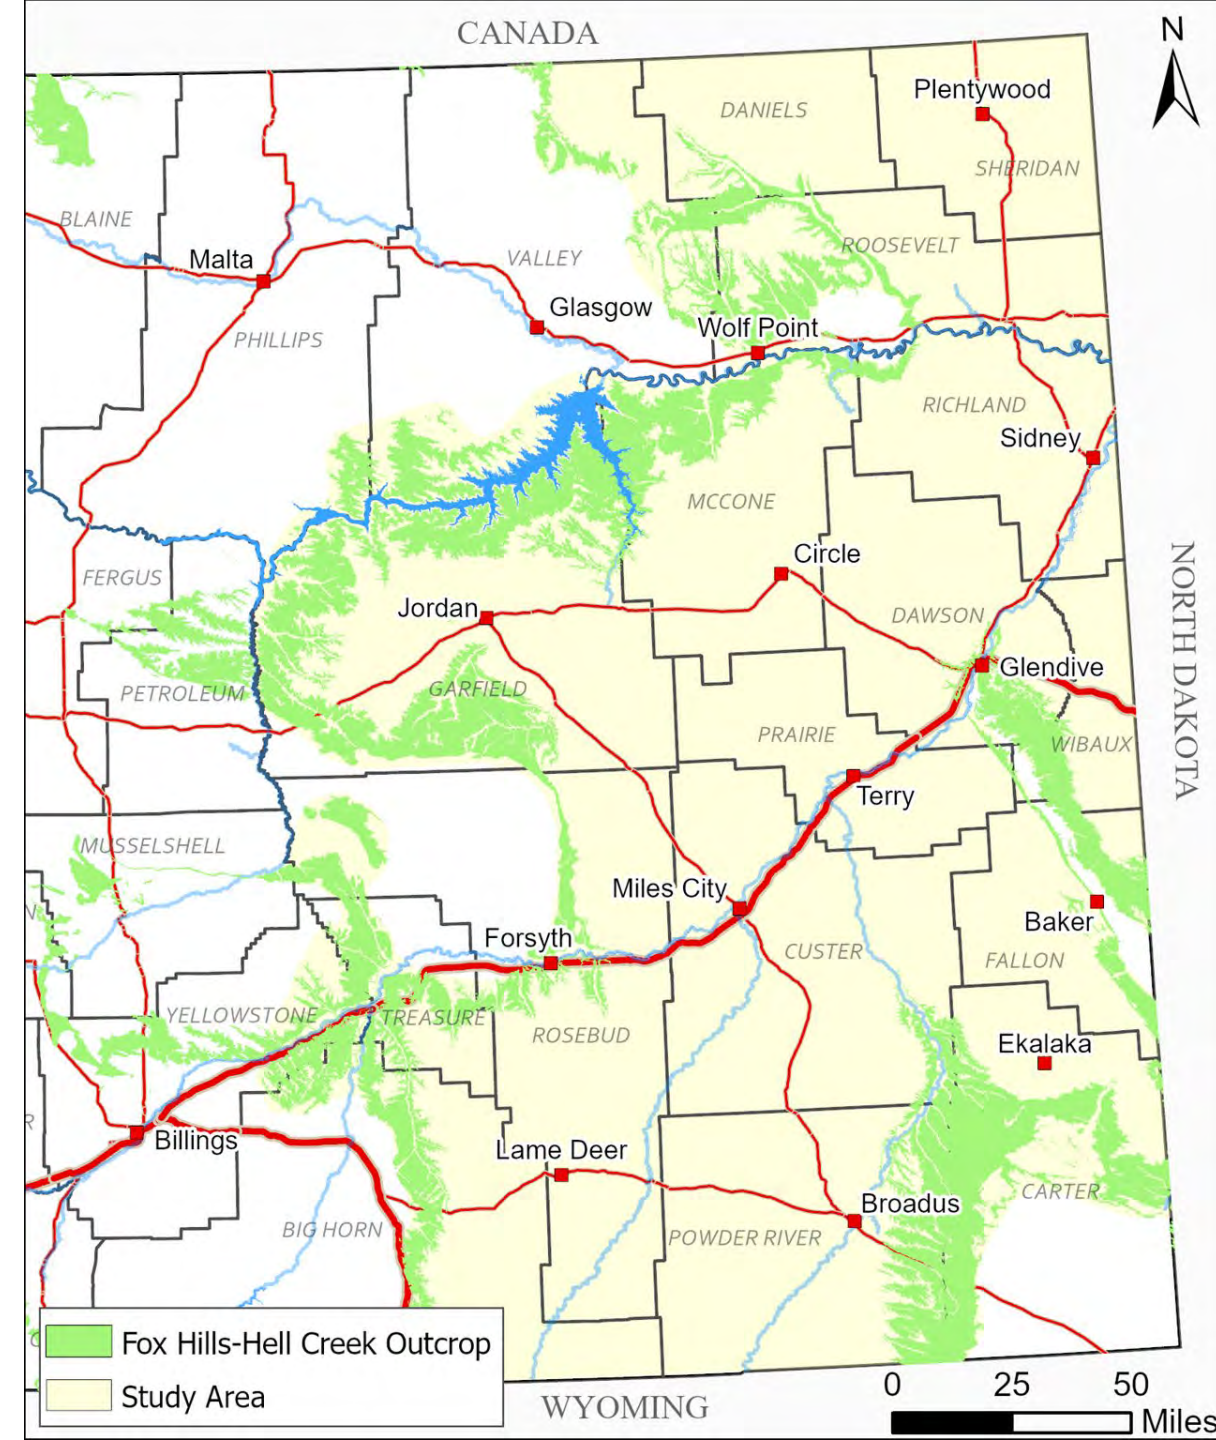 CANADA
N
Plentywood
DANIELS
SHERIDAN
BLAINE
Malta
VALLEY
ROOSEVELT
Glasgow
Wolf Point
PHILLIPS
RICHLAND
Sidney
MCCONE
Circle
FERGUS
Jordan
DAWSON
Glendive
PETROLEUM
GARFIELD
PRAIRIE
WIBAUX
NORTH DAKOTA
Terry
MUSSELSHELL
Miles City
N
Baker
Forsyth
CUSTER
FALLON
YELLOWSTONE
TREASURE
ROSEBUD
Ekalaka
R
Billings
Lame Deer
CARTER
Broadus
BIG HORN
POWDER RIVER
Fox Hills-Hell Creek Outcrop
Study Area
WYOMING
0 25 50
Miles